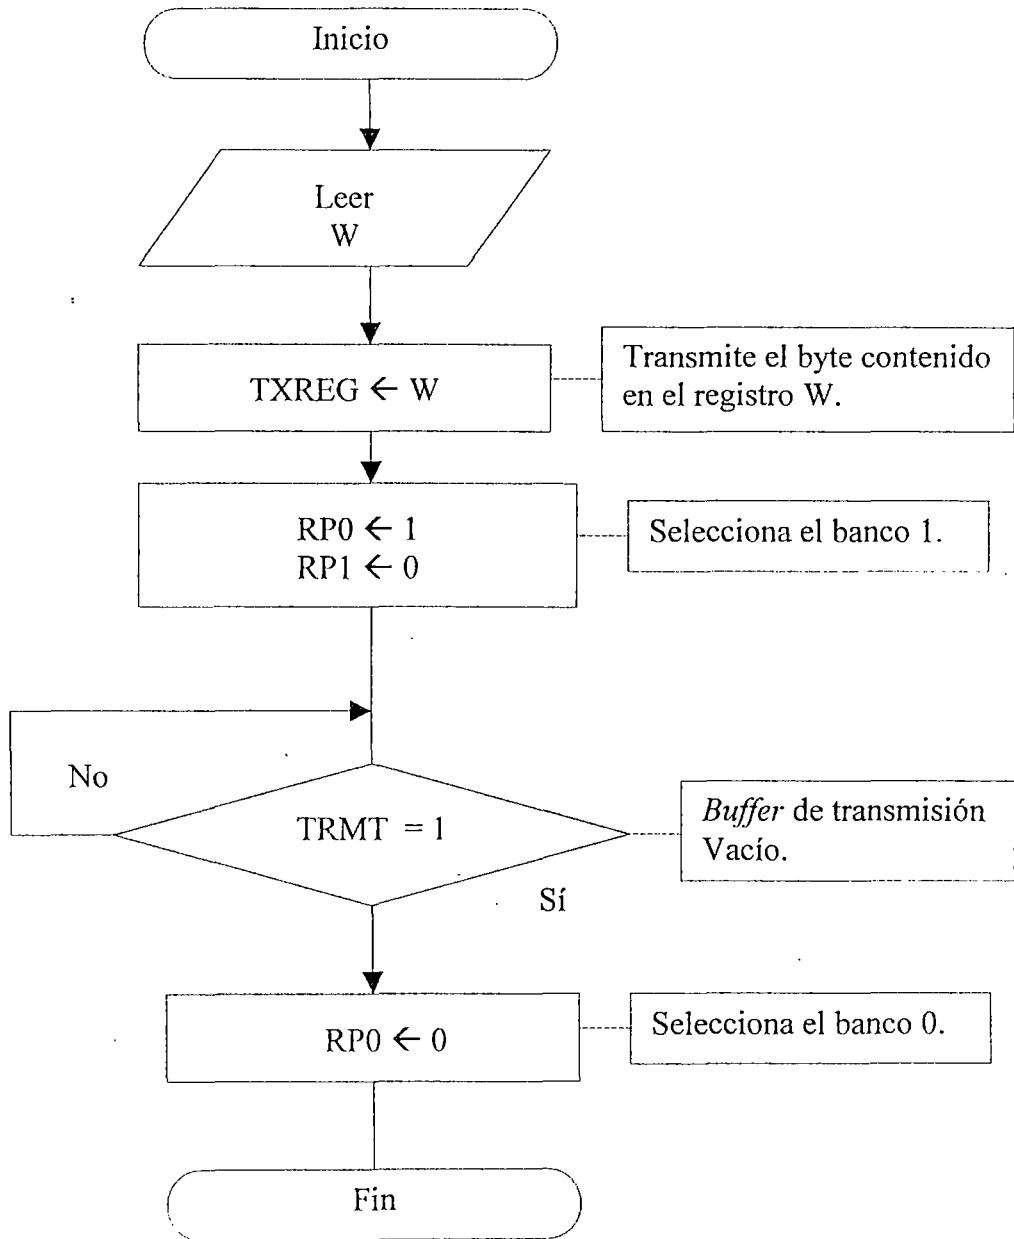 Inicio
Leer
W
TXREG ← W
Transmite el byte contenido
en el registro W.
RP0 ← 1
RP1 ← 0
Selecciona el banco 1.
No
TRMT = 1
Buffer de transmisión
Vacío.
Sí
RP0 ← 0
Selecciona el banco 0.
Fin